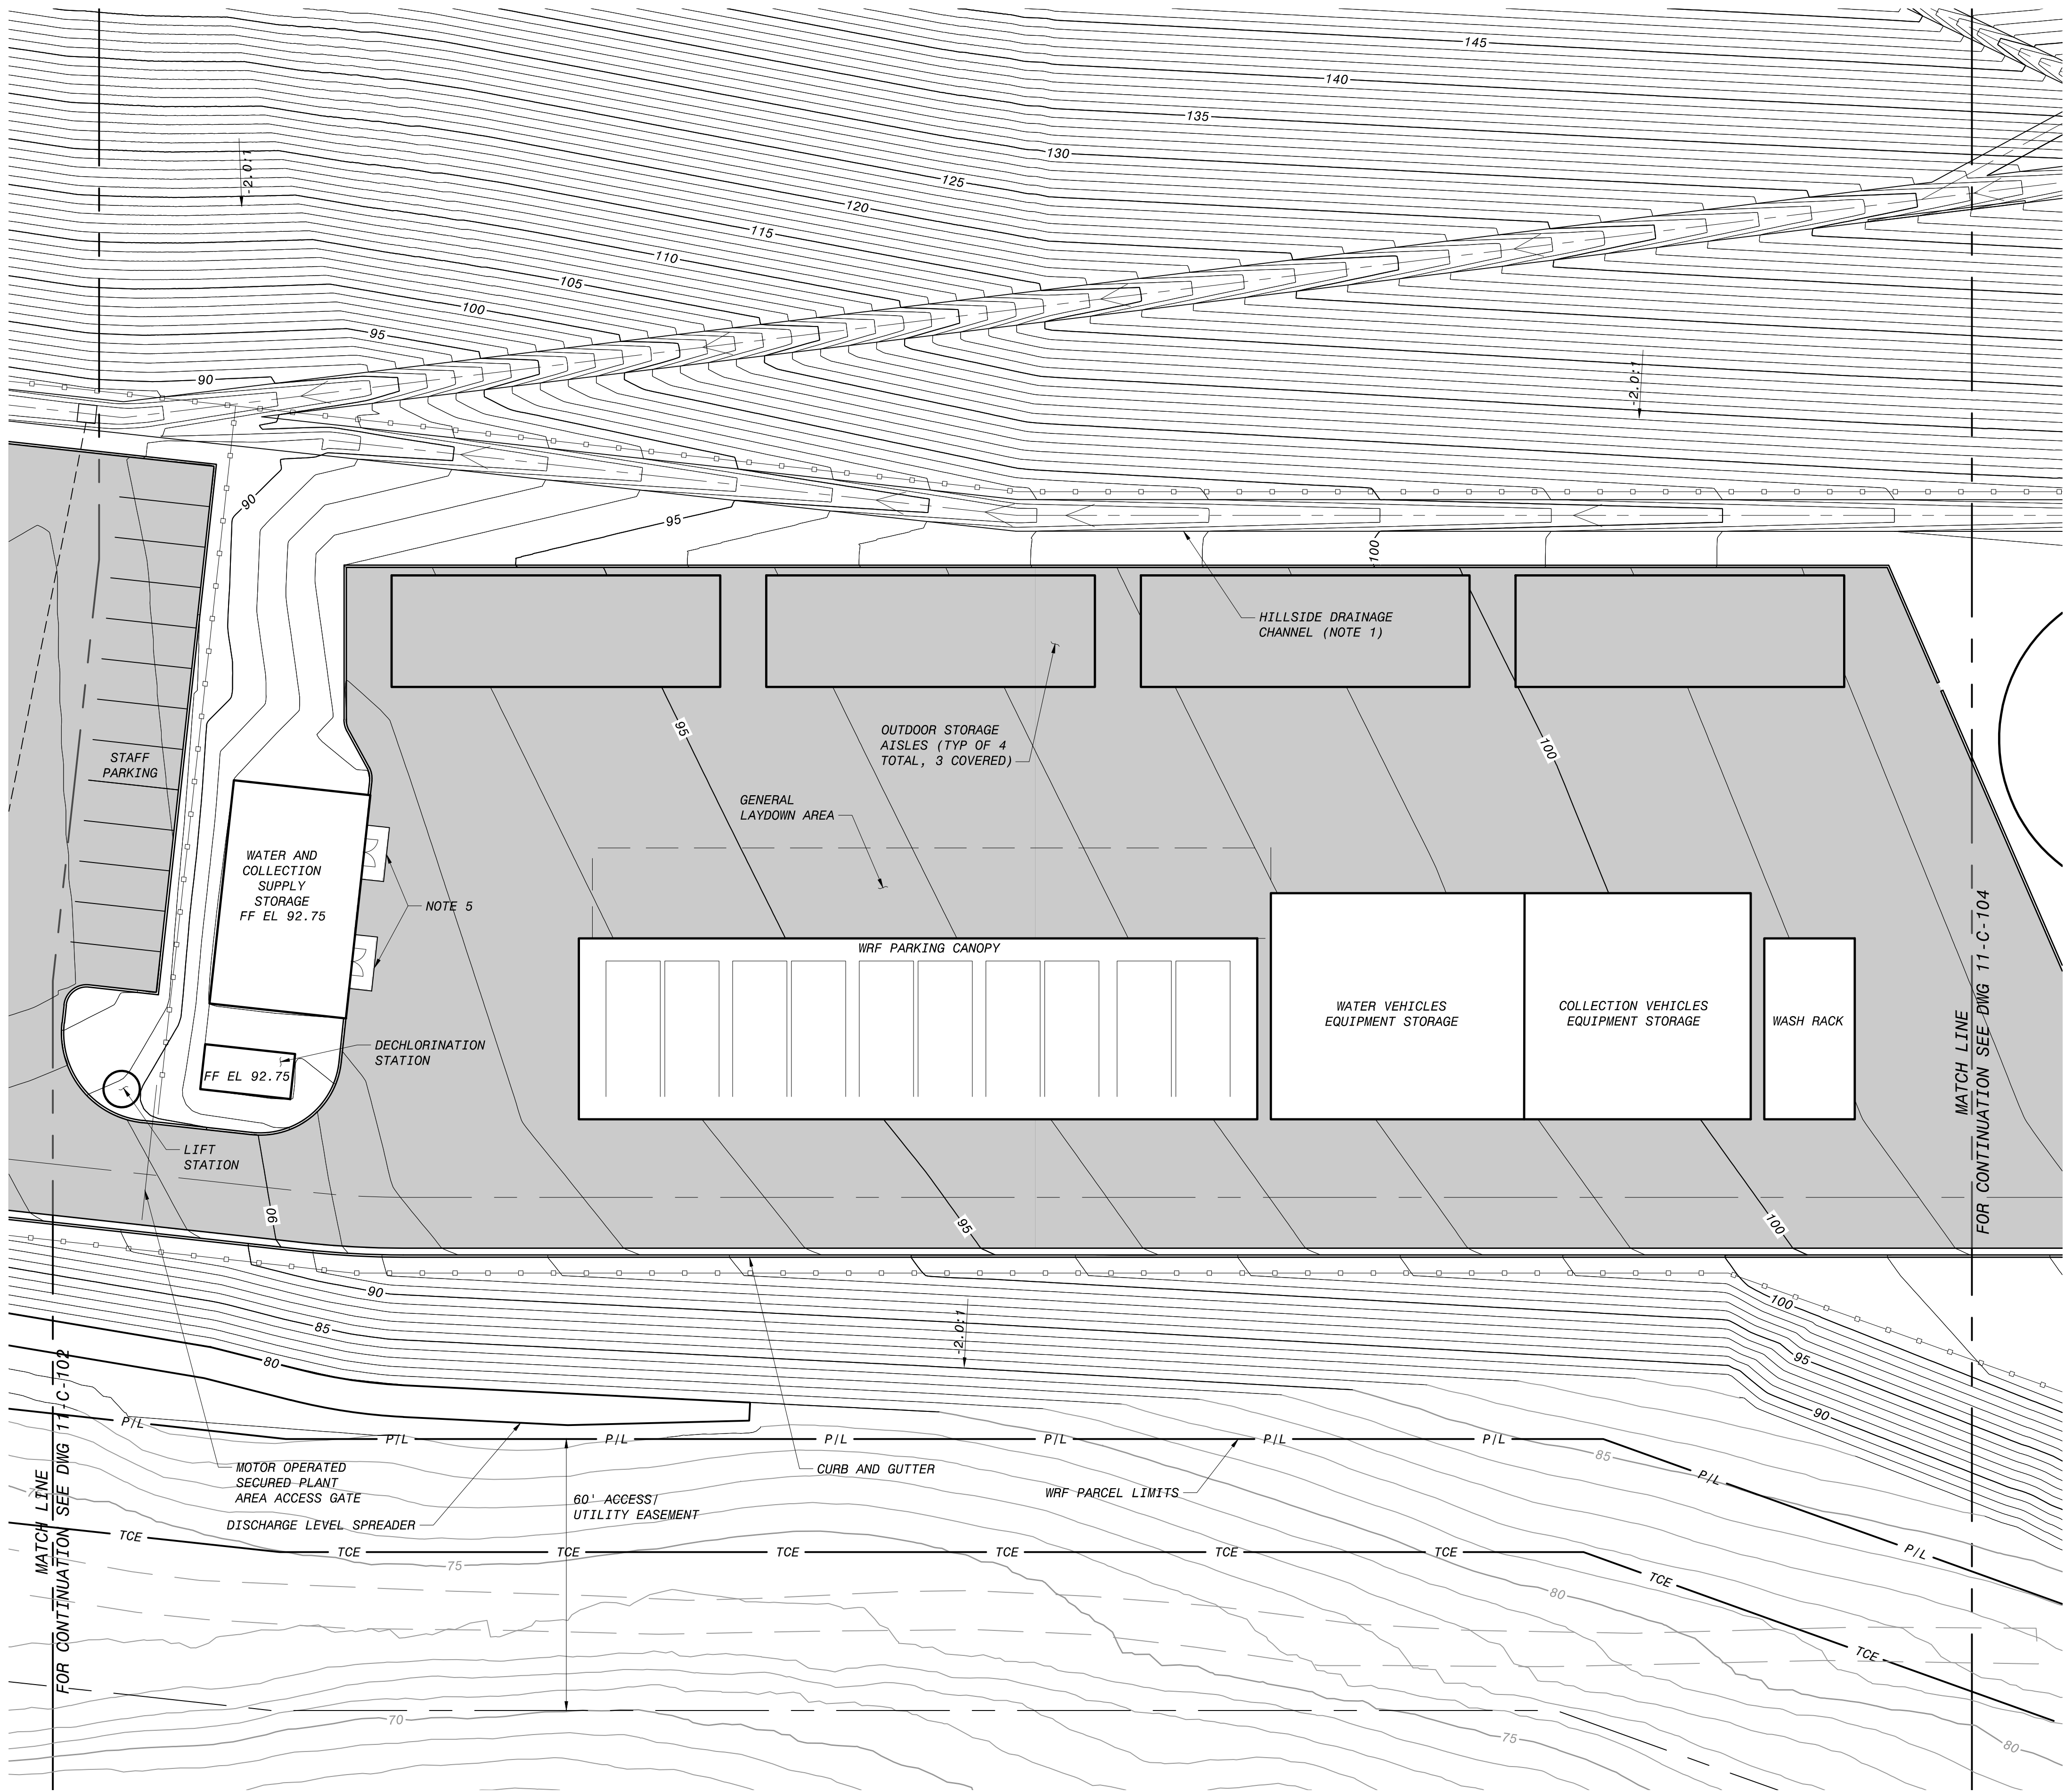 145
140
135
130
125
120
115
110
105
100
95
90
-2.0:1
-2.0:1
90
95
100
HILLSIDE DRAINAGE
CHANNEL (NOTE 1)
OUTDOOR STORAGE
AISLES (TYP OF 4
TOTAL, 3 COVERED)
95
100
STAFF
PARKING
GENERAL
LAYDOWN AREA
WATER AND
COLLECTION
SUPPLY
STORAGE
FF EL 92.75
NOTE 5
WRF PARKING CANOPY
WATER VEHICLES
EQUIPMENT STORAGE
COLLECTION VEHICLES
EQUIPMENT STORAGE
WASH RACK
MATCH LINE
FOR CONTINUATION SEE DWG 11-C-104
DECHLORINATION
STATION
FF EL 92.75
LIFT
STATION
90
95
100
90
85
80
-2.0:1
100
95
90
P/L
P/L
P/L
P/L
P/L
P/L
P/L
P/L
P/L
85
MOTOR OPERATED
SECURED PLANT
AREA ACCESS GATE
DISCHARGE LEVEL SPREADER
CURB AND GUTTER
60' ACCESS/
UTILITY EASEMENT
WRF PARCEL LIMITS
MATCH LINE
FOR CONTINUATION SEE DWG 11-C-102
TCE
TCE
TCE
TCE
TCE
TCE
TCE
TCE
TCE
75
80
70
75
80